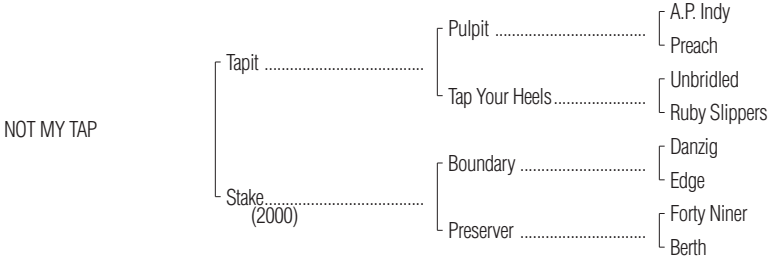 A.P. Indy
Pulpit ....................................
Preach
Tapit ......................................
Unbridled
Tap Your Heels......................
Ruby Slippers
NOT MY TAP
Danzig
Boundary ..............................
Edge
Stake......................................
(2000)
Forty Niner
Preserver ..............................
Berth